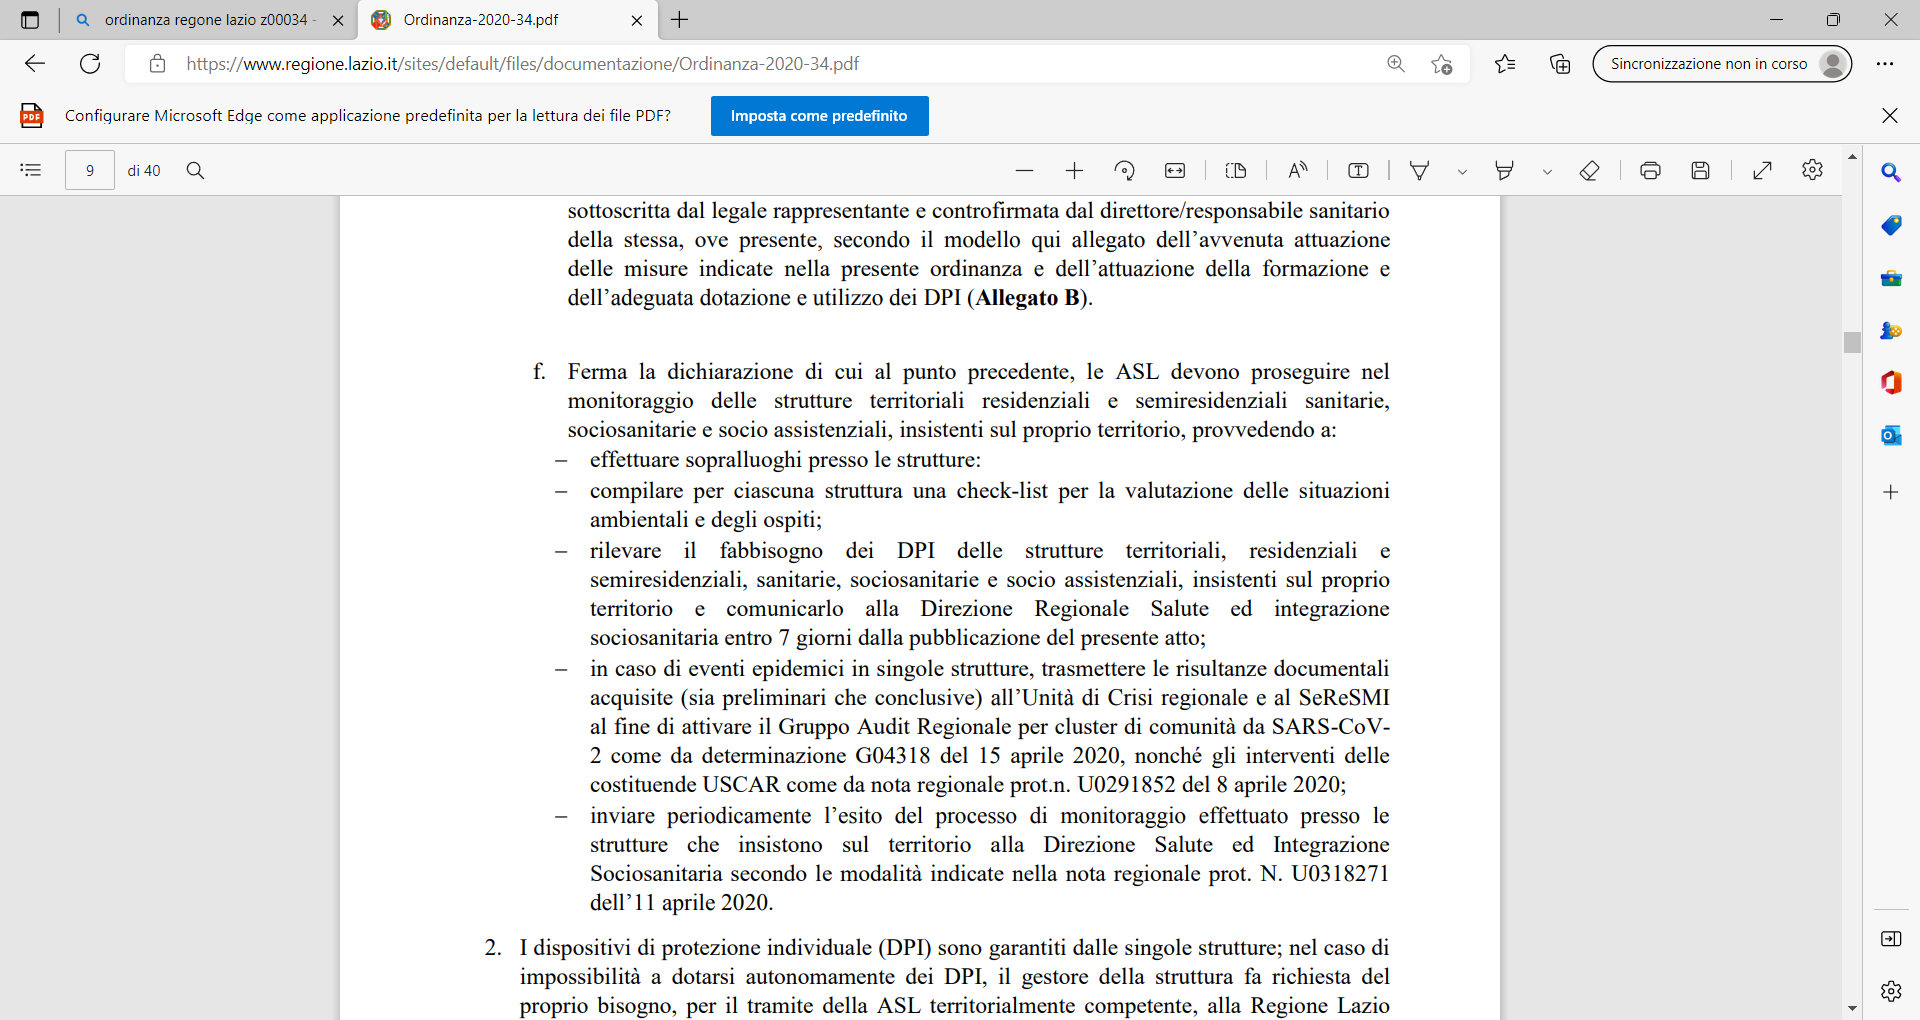 ordinanza regone lazio z00034 -
Ordinanza-2020-34.pdf
https://www.regione.lazio.it/sites/default/files/documentazione/Ordinanza-2020-34.pdf
Sincronizzazione non in corso
PDF
Configurare Microsoft Edge come applicazione predefinita per la lettura dei file PDF?
Imposta come predefinito
9
di 40
sottoscritta dal legale rappresentante e controfirmata dal direttore/responsabile sanitario
della stessa, ove presente, secondo il modello qui allegato dell’avvenuta attuazione
delle misure indicate nella presente ordinanza e dell’attuazione della formazione e
dell’adeguata dotazione e utilizzo dei DPI (Allegato B).
f. Ferma la dichiarazione di cui al punto precedente, le ASL devono proseguire nel
monitoraggio delle strutture territoriali residenziali e semiresidenziali sanitarie,
sociosanitarie e socio assistenziali, insistenti sul proprio territorio, provvedendo a:
– effettuare sopralluoghi presso le strutture:
– compilare per ciascuna struttura una check-list per la valutazione delle situazioni
ambientali e degli ospiti;
– rilevare il fabbisogno dei DPI delle strutture territoriali, residenziali e
semiresidenziali, sanitarie, sociosanitarie e socio assistenziali, insistenti sul proprio
territorio e comunicarlo alla Direzione Regionale Salute ed integrazione
sociosanitaria entro 7 giorni dalla pubblicazione del presente atto;
– in caso di eventi epidemici in singole strutture, trasmettere le risultanze documentali
acquisite (sia preliminari che conclusive) all’Unità di Crisi regionale e al SeReSMI
al fine di attivare il Gruppo Audit Regionale per cluster di comunità da SARS-CoV-
2 come da determinazione G04318 del 15 aprile 2020, nonché gli interventi delle
costituende USCAR come da nota regionale prot.n. U0291852 del 8 aprile 2020;
– inviare periodicamente l’esito del processo di monitoraggio effettuato presso le
strutture che insistono sul territorio alla Direzione Salute ed Integrazione
Sociosanitaria secondo le modalità indicate nella nota regionale prot. N. U0318271
dell’11 aprile 2020.
2. I dispositivi di protezione individuale (DPI) sono garantiti dalle singole strutture; nel caso di
impossibilità a dotarsi autonomamente dei DPI, il gestore della struttura fa richiesta del
proprio bisogno, per il tramite della ASL territorialmente competente, alla Regione Lazio